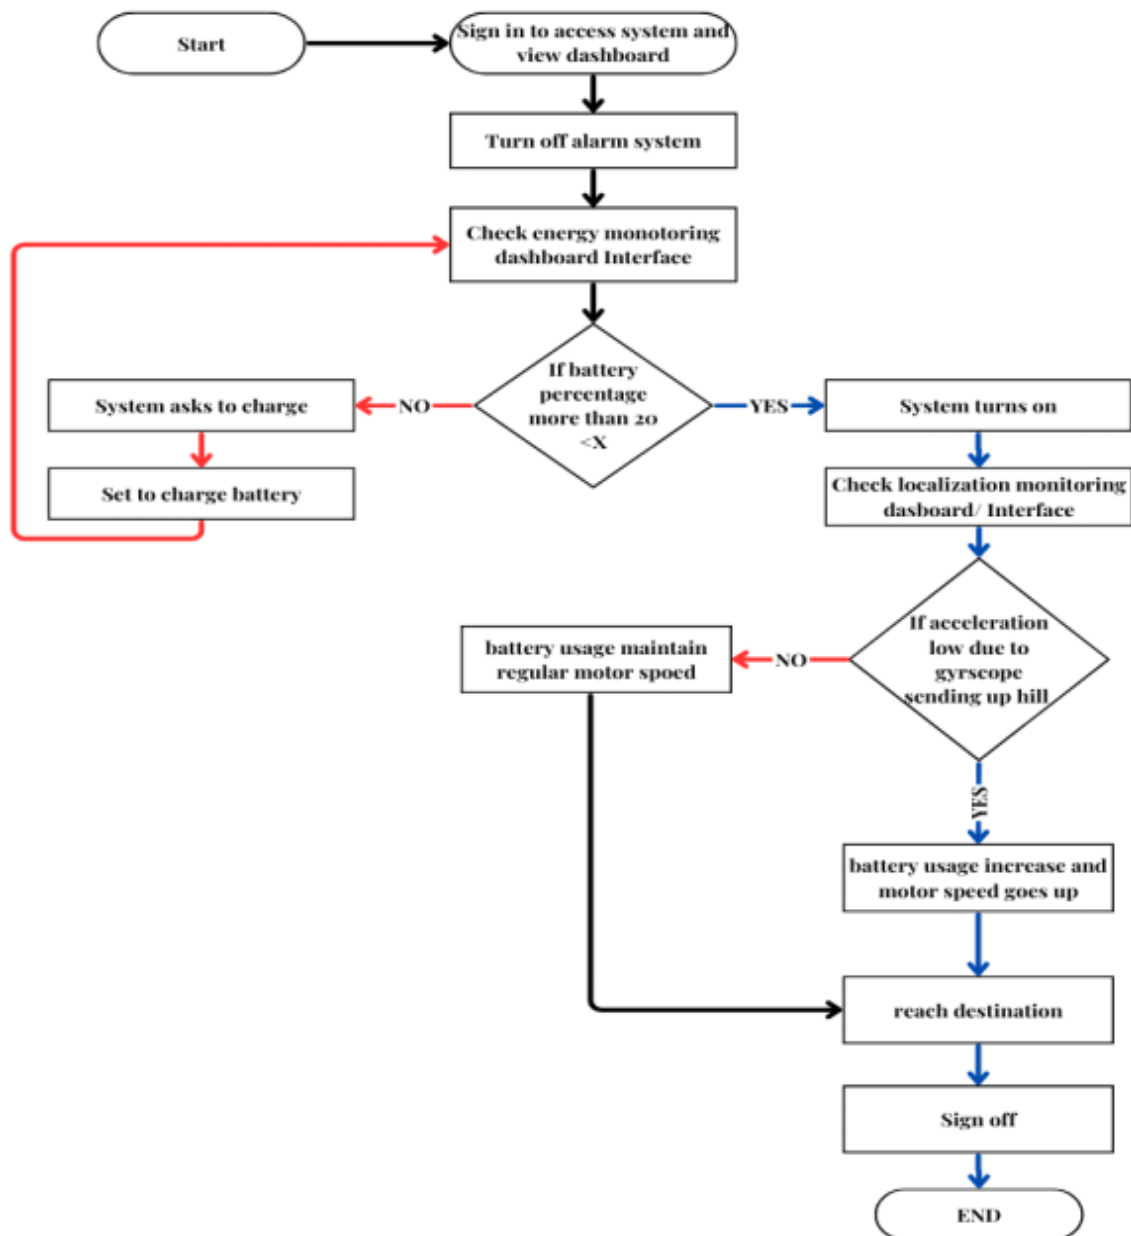 Start
Sign in to access system and
view dashboard
Turn off alarm system
Check energy monotoring
dashboard Interface
If battery
percentage
more than 20
<X
NO
YES
System asks to charge
Set to charge battery
System turns on
Check localization monitoring
dasboard/ Interface
If acceleration
low due to
gyrscope
sending up hill
NO
battery usage maintain
regular motor spoed
YES
battery usage increase and
motor speed goes up
reach destination
Sign off
END